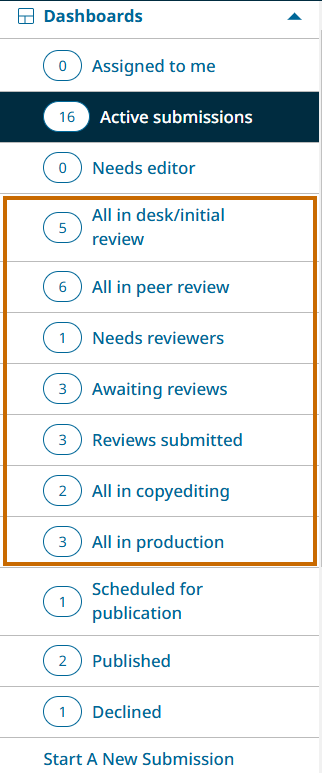 Dashboards
0 Assigned to me
16 Active submissions
0 Needs editor
5 All in desk/initial
review
6 All in peer review
1 Needs reviewers
3 Awaiting reviews
3 Reviews submitted
2 All in copyediting
3 All in production
1 Scheduled for
publication
2 Published
1 Declined
Start A New Submission